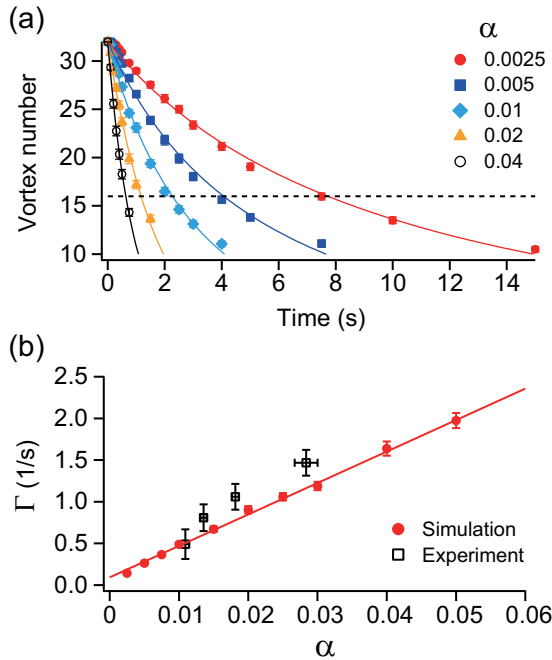 (a)
α
30
25
20
15
10
Vortex number
0.0025
0.005
0.01
0.02
0.04
0 2 4 6 8 10 12 14
Time (s)
(b)
2.5
2.0
1.5
1.0
0.5
0.0
Γ (1/s)
Simulation
Experiment
0 0.01 0.02 0.03 0.04 0.05 0.06
α